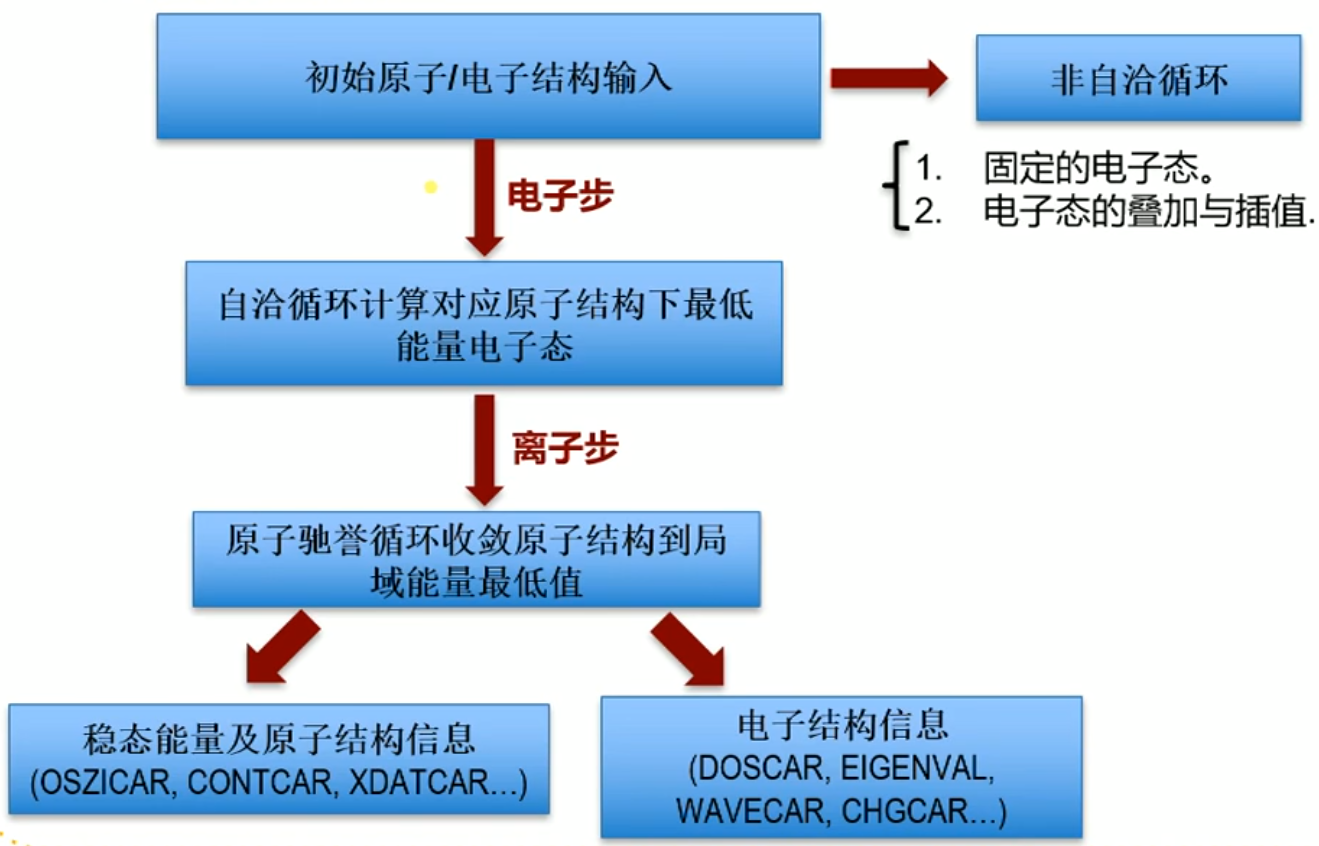 初始原子/电子结构输入
非自洽循环
1. 固定的电子态。
2. 电子态的叠加与插值.
电子步
自洽循环计算对应原子结构下最低
能量电子态
离子步
原子驰誉循环收敛原子结构到局
域能量最低值
稳态能量及原子结构信息
(OSZICAR, CONTCAR, XDATCAR...)
电子结构信息
(DOSCAR, EIGENVAL,
WAVECAR, CHGCAR...)